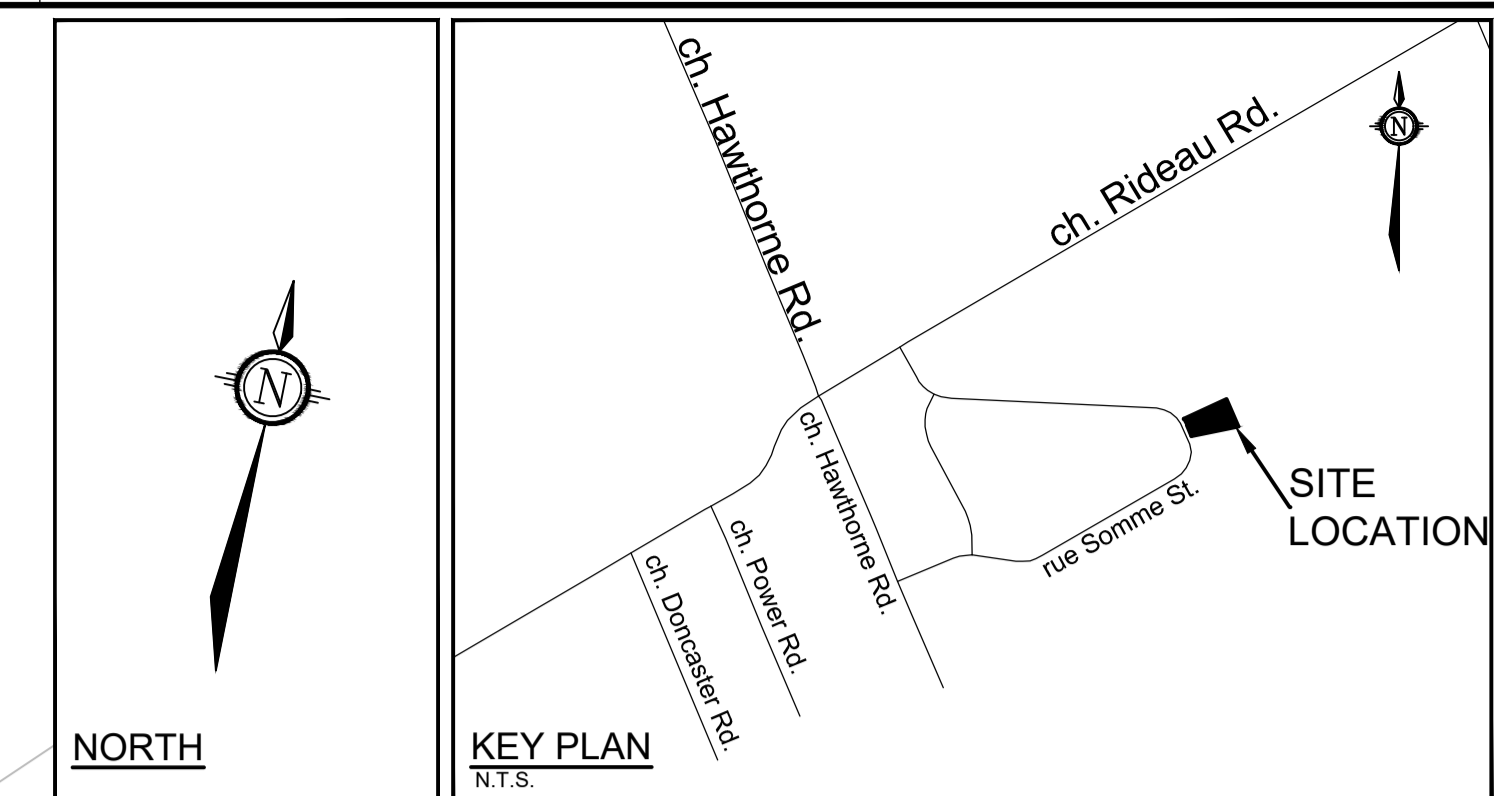 N
NORTH
ch. Hawthorne Rd.
ch. Rideau Rd.
N
ch. Hawthorne Rd.
rue Somme St.
SITE
LOCATION
ch. Power Rd.
ch. Doncaster Rd.
KEY PLAN
N.T.S.